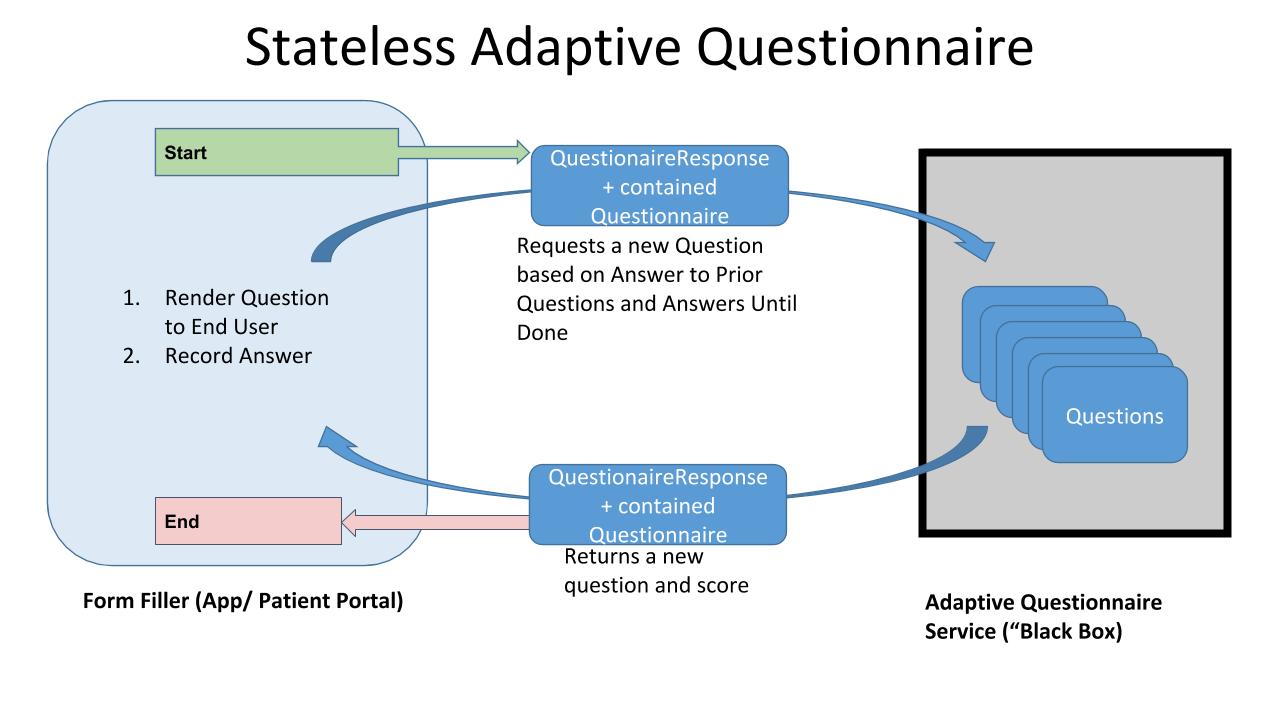 Stateless Adaptive Questionnaire
Start
QuestionaireResponse
+ contained
Questionnaire
Requests a new Question
based on Answer to Prior
Questions and Answers Until
Done
1. Render Question
to End User
2. Record Answer
Questions
QuestionaireResponse
+ contained
Questionnaire
End
Returns a new
question and score
Form Filler (App/ Patient Portal)
Adaptive Questionnaire
Service (“Black Box)